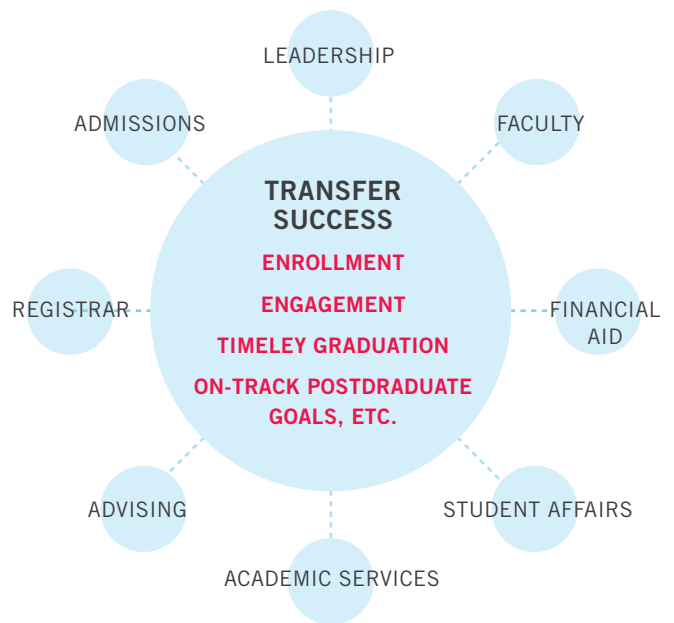 LEADERSHIP
ADMISSIONS
FACULTY
TRANSFER
SUCCESS
ENROLLMENT
ENGAGEMENT
TIMELEY GRADUATION
ON-TRACK POSTDRADUATE
GOALS, ETC.
REGISTRAR
FINANCIAL
AID
ADVISING
STUDENT AFFAIRS
ACADEMIC SERVICES